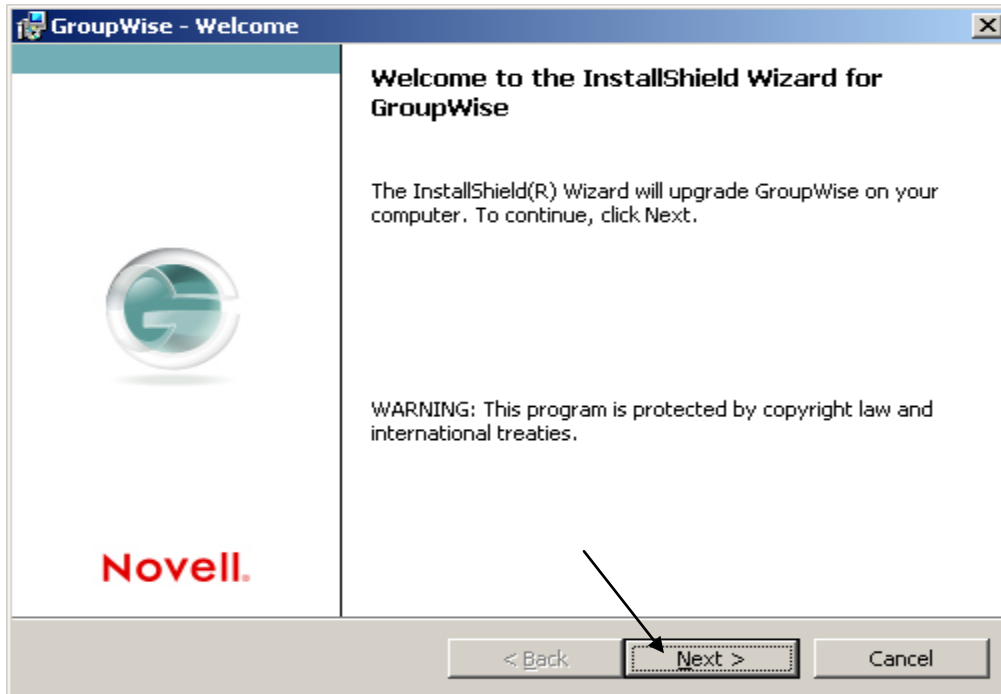 GroupWise - Welcome
Welcome to the InstallShield Wizard for
GroupWise
The InstallShield(R) Wizard will upgrade GroupWise on your
computer. To continue, click Next.
WARNING: This program is protected by copyright law and
international treaties.
Novell.
< Back
Next >
Cancel